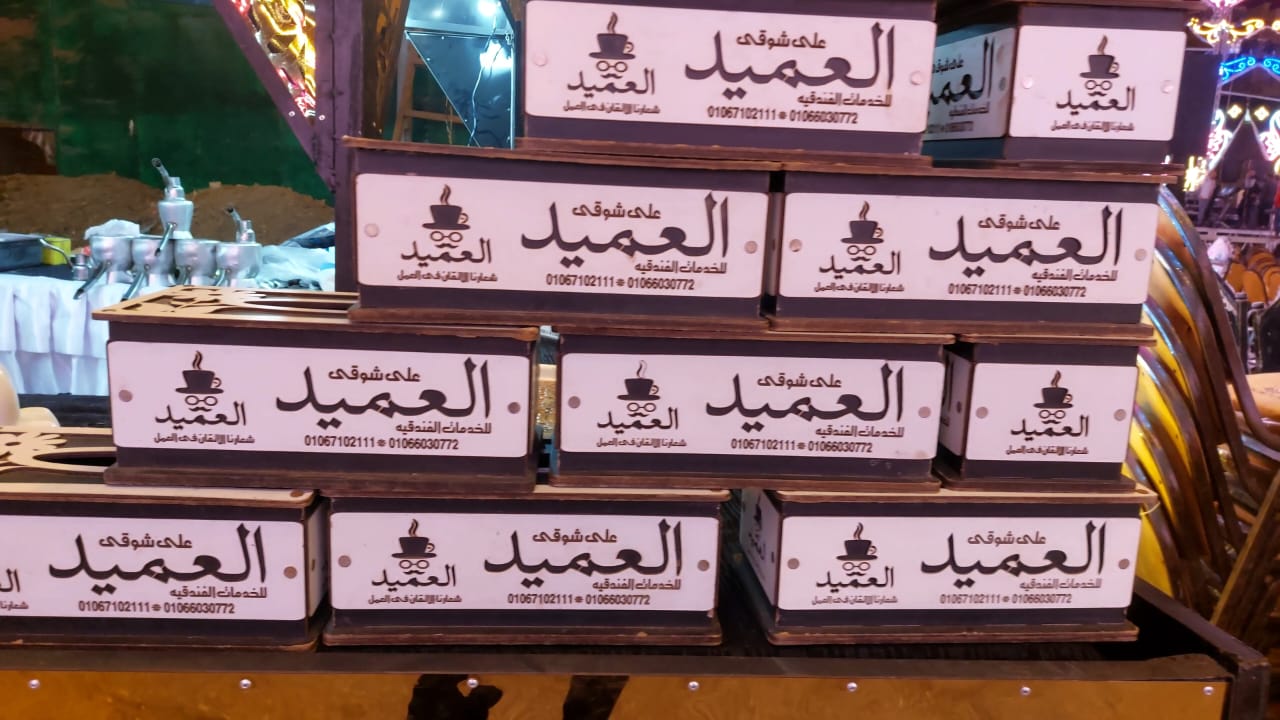 العميد
شعارنا الاتقان فى العمل
على شوقى
العميد
للخدمات الفندقيه
01067102111 * 01066030772
على شوقى
العميد
العميد
شعارنا الاتقان فى العمل
العميد
شعارنا الاتقان فى العمل
على شوقى
العميد
للخدمات الفندقيه
01067102111 * 01066030772
العميد
شعارنا الاتقان فى العمل
على شوقى
العميد
للخدمات الفندقيه
01067102111 * 01066030772
العميد
شعارنا الاتقان فى العمل
على شوقى
العميد
للخدمات الفندقيه
01067102111 * 01066030772
العميد
شعارنا الاتقان فى العمل
على شوقى
العميد
للخدمات الفندقيه
01067102111 * 01066030772
العميد
شعارنا الاتقان فى العمل
على شوقى
العميد
للخدمات الفندقيه
01067102111 * 01066030772
العميد
شعارنا الاتقان فى العمل
على شوقى
العميد
للخدمات الفندقيه
01067102111 * 01066030772
العميد
شعارنا الاتقان فى العمل
على شوقى
العميد
للخدمات الفندقيه
01067102111 * 01066030772